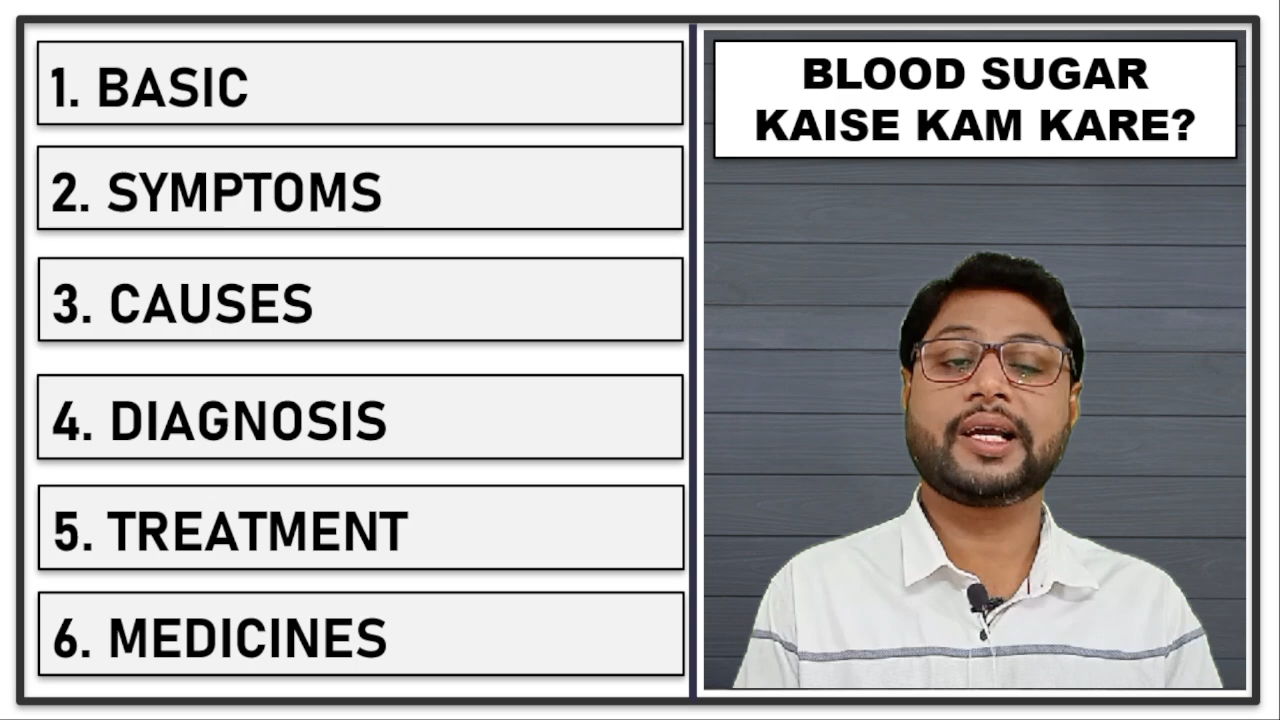 1. BASIC
2. SYMPTOMS
3. CAUSES
4. DIAGNOSIS
5. TREATMENT
6. MEDICINES
BLOOD SUGAR
KAISE KAM KARE?